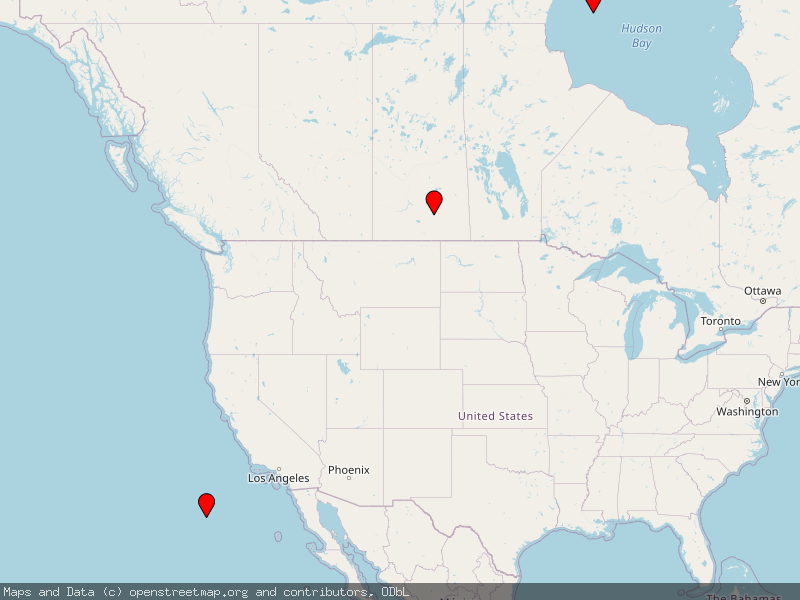 Hudson
Bay
Ottawa
Toronto
New Yor
United States
Washington
Phoenix
Los Angeles
The Bahamas
Maps and Data (c) openstreetmap.org and contributors, ODbL